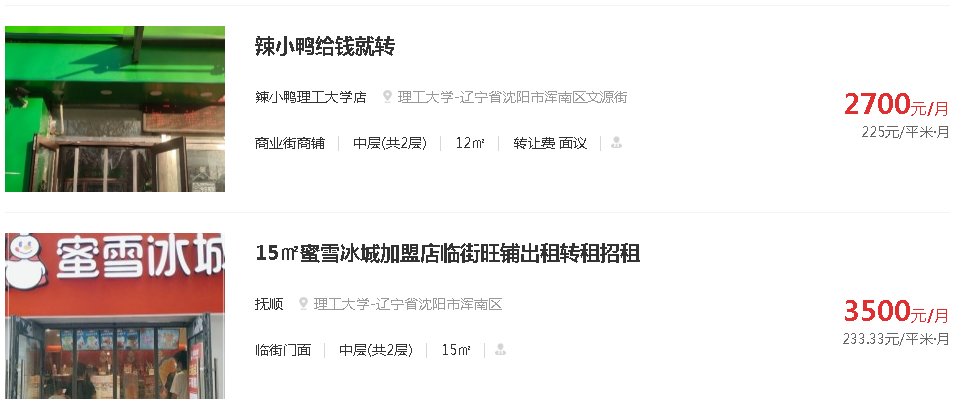 辣小鸭给钱就转
辣小鸭理工大学店 理工大学-辽宁省沈阳市浑南区文源街
2700元/月
225元/平米·月
商业街商铺 中层(共2层) 12㎡ 转让费 面议
蜜雪冰城
15㎡蜜雪冰城加盟店临街旺铺出租转租招租
抚顺 理工大学-辽宁省沈阳市浑南区
3500元/月
233.33元/平米·月
临街门面 中层(共2层) 15㎡